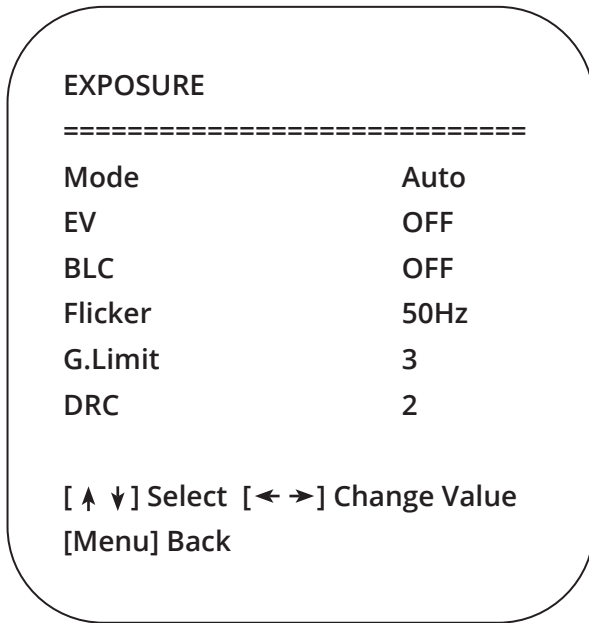 EXPOSURE
=============================
Mode Auto
EV OFF
BLC OFF
Flicker 50Hz
G.Limit 3
DRC 2
[ ↑ ↓ ] Select [ ← → ] Change Value
[Menu] Back